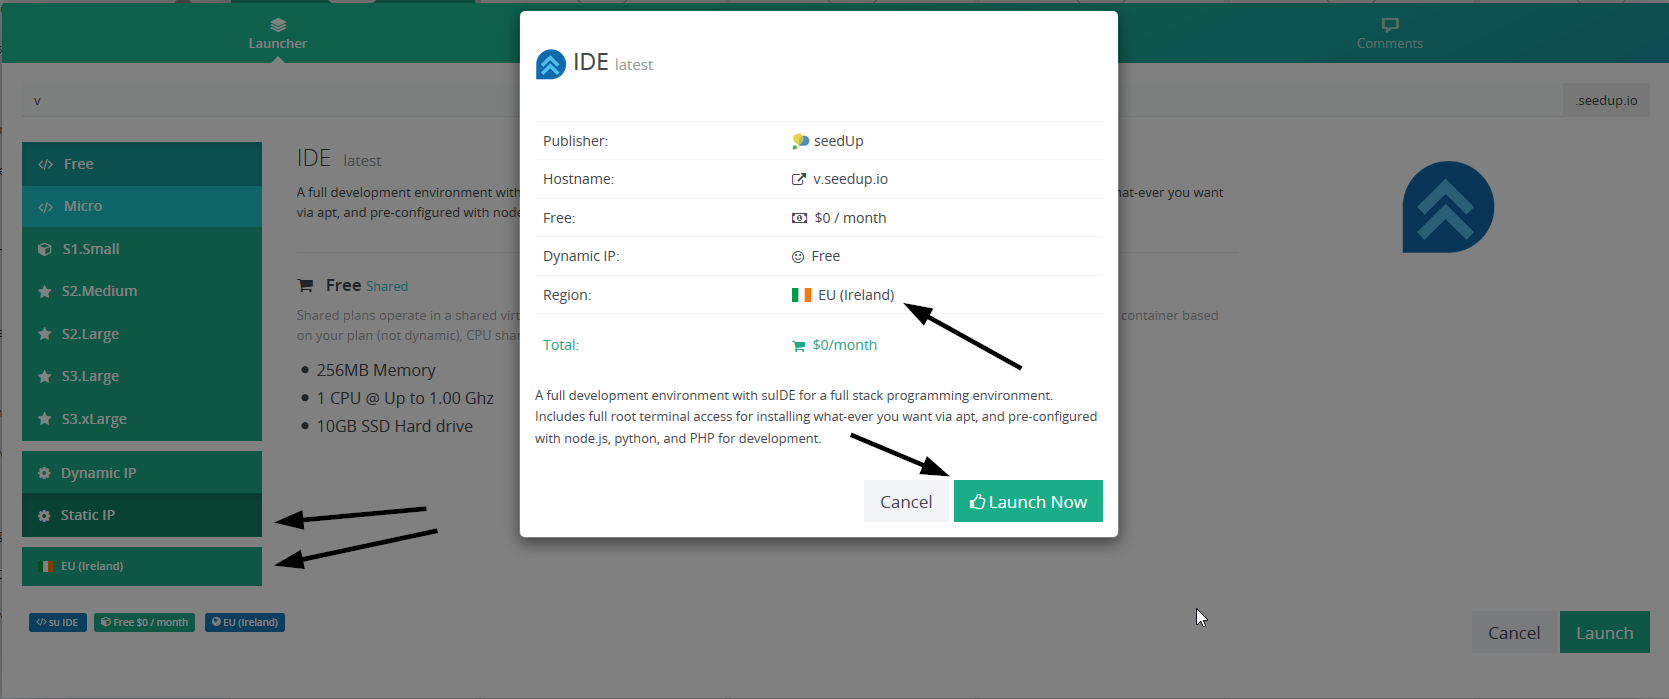 Launcher
Comments
v
.seedup.io
Free
Micro
S1.Small
S2.Medium
S2.Large
S3.Large
S3.xLarge
Dynamic IP
Static IP
EU (Ireland)
su IDE
Free $0 / month
EU (Ireland)
IDE latest
A full development environment with
hat-ever you want
via apt, and pre-configured with node
Free Shared
Shared plans operate in a shared virt
container based
on your plan (not dynamic), CPU shar
256MB Memory
1 CPU @ Up to 1.00 Ghz
10GB SSD Hard drive
IDE latest
Publisher: seedUp
Hostname: v.seedup.io
Free: $0 / month
Dynamic IP: Free
Region: EU (Ireland)
Total: $0/month
A full development environment with suIDE for a full stack programming environment.
Includes full root terminal access for installing what-ever you want via apt, and pre-configured
with node.js, python, and PHP for development.
Cancel
Launch Now
Cancel
Launch